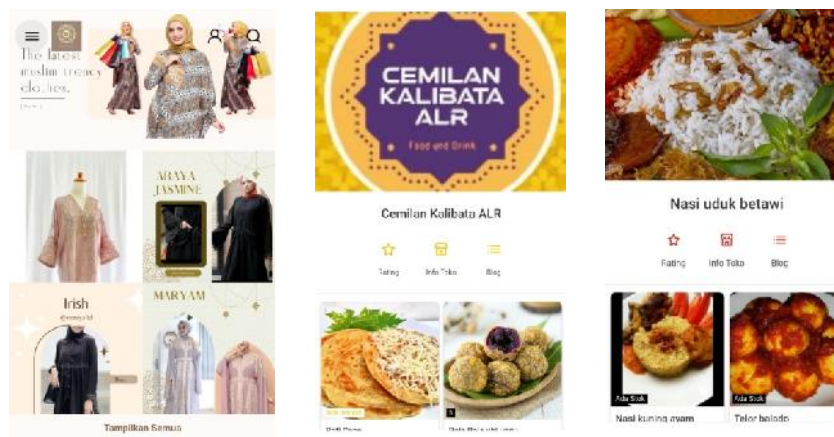 The latest
muslim trendy
clothes.
ABAYA
JASMINE
Irish
MARYAM
Tampilkan Semua
CEMILAN
KALIBATA
ALR
Food and Drink
Cemilan Kalibata ALR
Rating
Info Toko
Blog
Nasi uduk betawi
Rating
Info Toko
Blog
Ada Stok
Nasi kuning ayam
Ada Stok
Telor balado